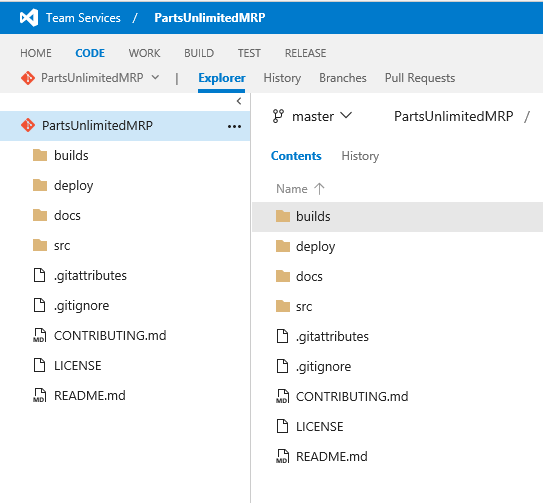 Team Services / PartsUnlimitedMRP
HOME CODE WORK BUILD TEST RELEASE
PartsUnlimitedMRP | Explorer History Branches Pull Requests
PartsUnlimitedMRP ...
builds
deploy
docs
src
.gitattributes
.gitignore
MD CONTRIBUTING.md
LICENSE
MD README.md
master PartsUnlimitedMRP /
Contents History
Name
builds
deploy
docs
src
.gitattributes
.gitignore
MD CONTRIBUTING.md
LICENSE
MD README.md